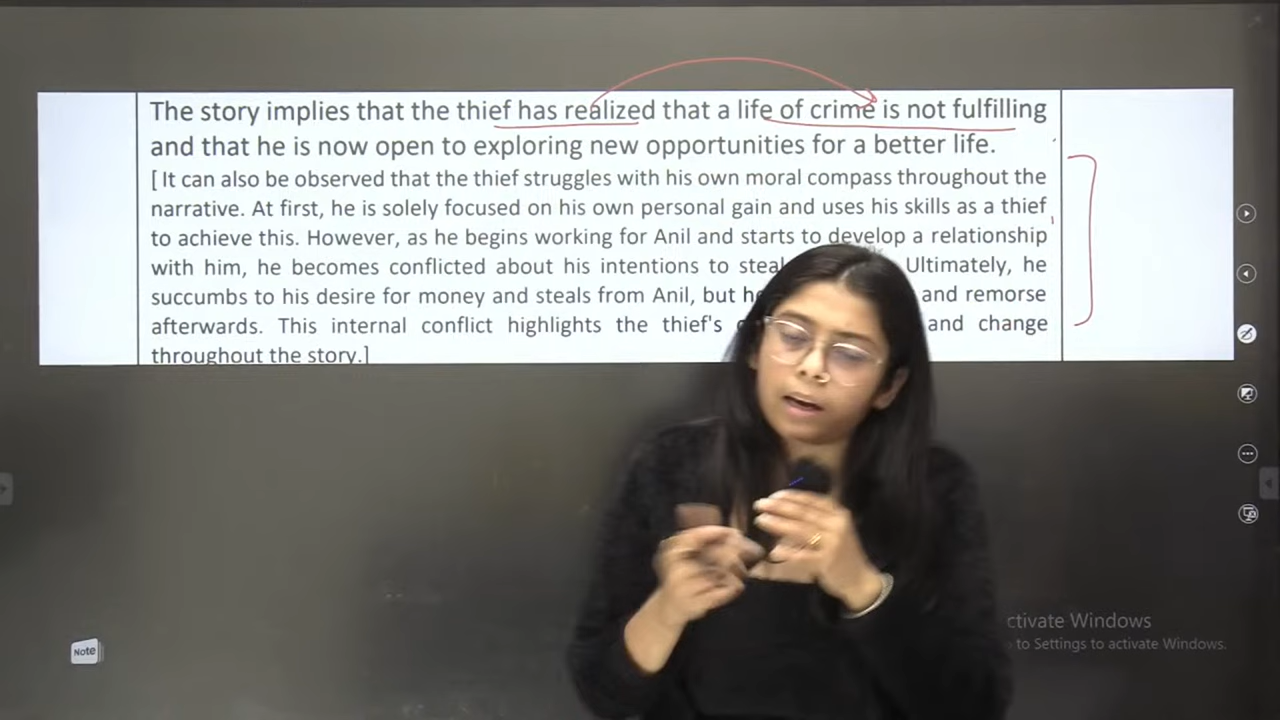 The story implies that the thief has realized that a life of crime is not fulfilling
and that he is now open to exploring new opportunities for a better life.
[ It can also be observed that the thief struggles with his own moral compass throughout the
narrative. At first, he is solely focused on his own personal gain and uses his skills as a thief
to achieve this. However, as he begins working for Anil and starts to develop a relationship
with him, he becomes conflicted about his intentions to steal Ultimately, he
succumbs to his desire for money and steals from Anil, but and remorse
afterwards. This internal conflict highlights the thief's and change
throughout the story.]
Note
ctivate Windows
to Settings to activate Windows.